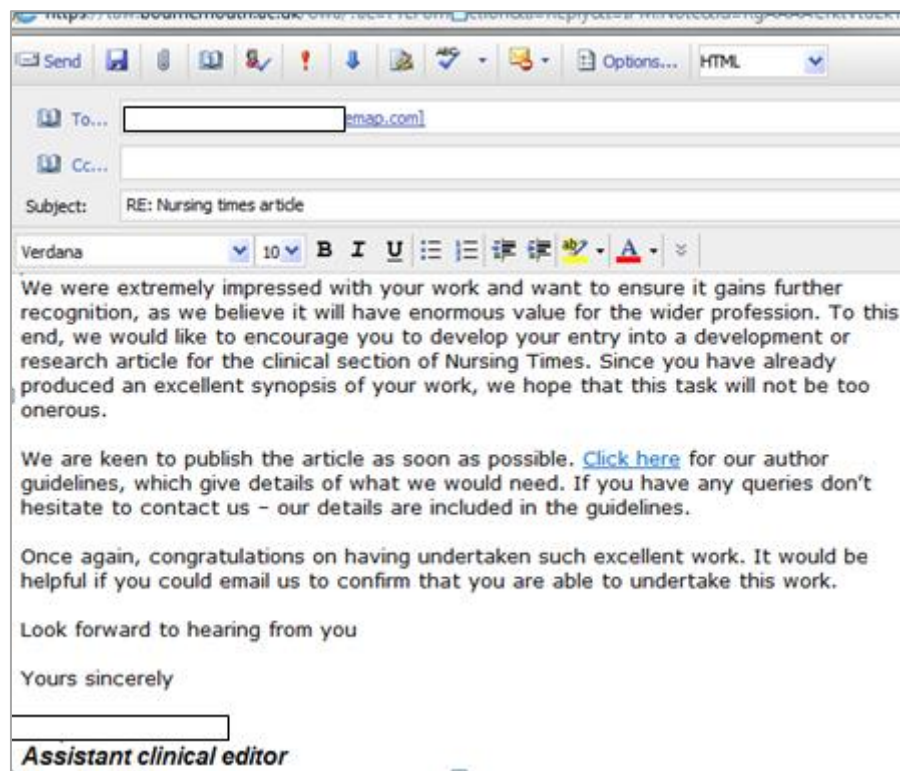 Send Options... HTML
To... emap.com]
Cc...
Subject: RE: Nursing times article
Verdana 10 B I U A
We were extremely impressed with your work and want to ensure it gains further
recognition, as we believe it will have enormous value for the wider profession. To this
end, we would like to encourage you to develop your entry into a development or
research article for the clinical section of Nursing Times. Since you have already
produced an excellent synopsis of your work, we hope that this task will not be too
onerous.
We are keen to publish the article as soon as possible. Click here for our author
guidelines, which give details of what we would need. If you have any queries don’t
hesitate to contact us – our details are included in the guidelines.
Once again, congratulations on having undertaken such excellent work. It would be
helpful if you could email us to confirm that you are able to undertake this work.
Look forward to hearing from you
Yours sincerely
Assistant clinical editor